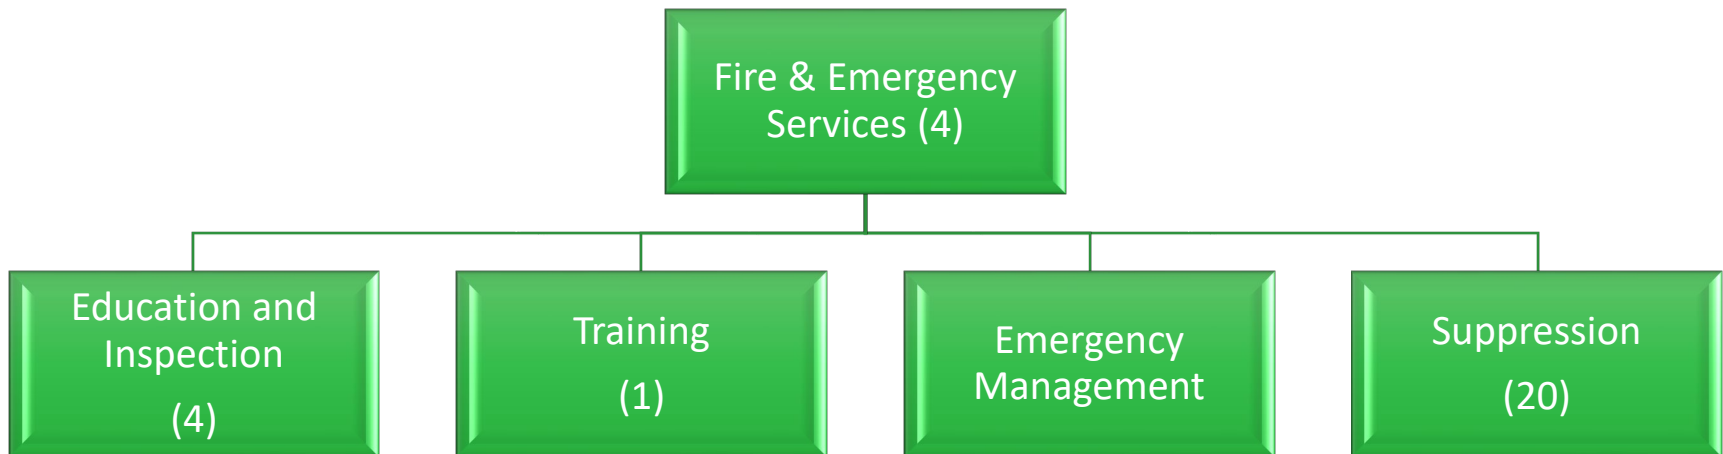 Fire & Emergency
Services (4)
Education and
Inspection
(4)
Training
(1)
Emergency
Management
Suppression
(20)